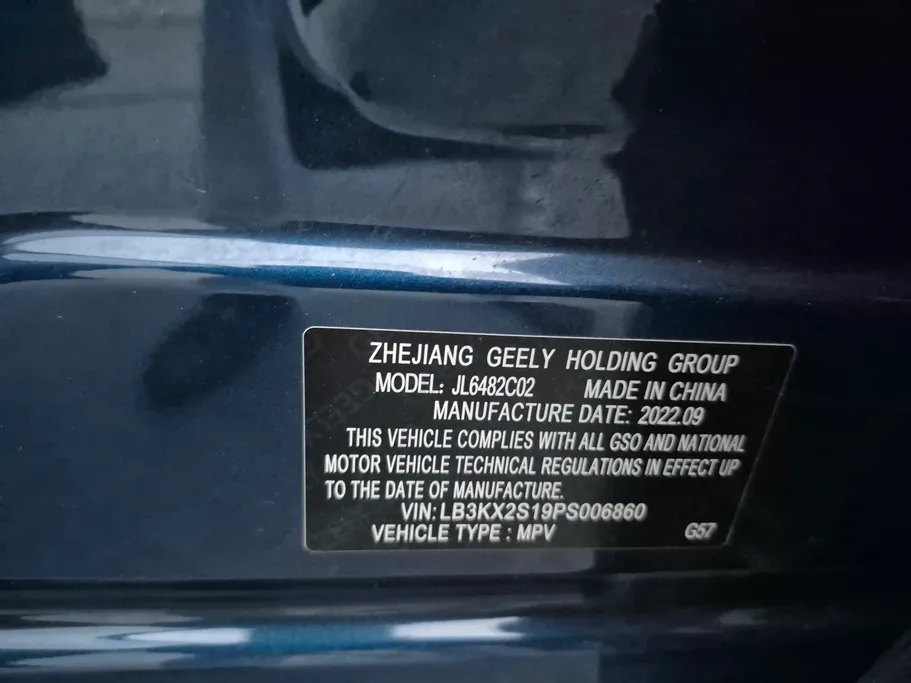 ZHEJIANG GEELY HOLDING GROUP
MODEL: JL6482C02 MADE IN CHINA
MANUFACTURE DATE: 2022.09
THIS VEHICLE COMPLIES WITH ALL GSO AND NATIONAL
MOTOR VEHICLE TECHNICAL REGULATIONS IN EFFECT UP
TO THE DATE OF MANUFACTURE.
VIN: LB3KX2S19PS006860
VEHICLE TYPE : MPV G57